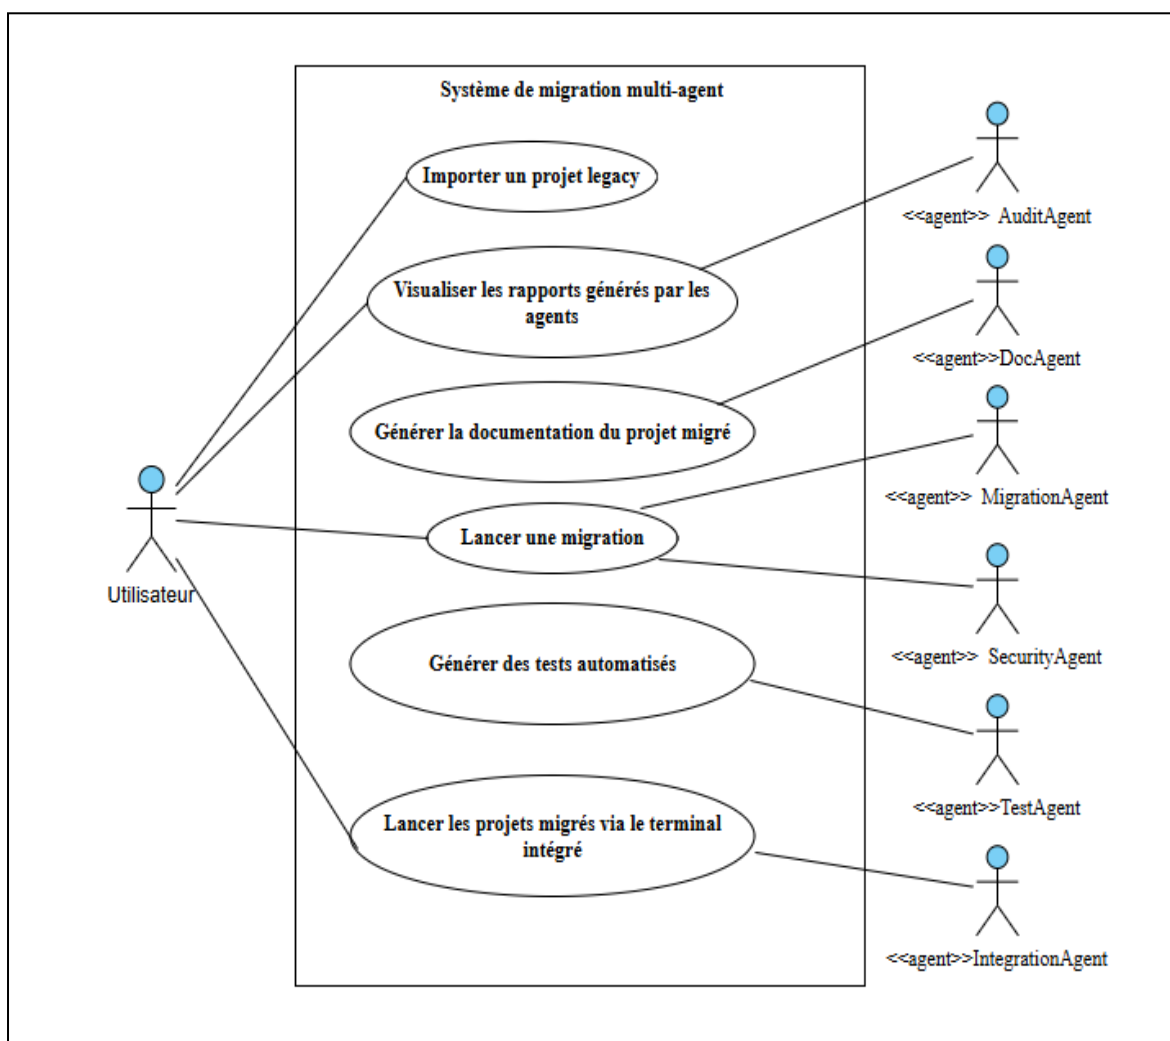 Système de migration multi-agent
Importer un projet legacy
<<agent>> AuditAgent
Visualiser les rapports générés par les
agents
<<agent>>DocAgent
Générer la documentation du projet migré
<<agent>> MigrationAgent
Lancer une migration
Utilisateur
<<agent>> SecurityAgent
Générer des tests automatisés
<<agent>>TestAgent
Lancer les projets migrés via le terminal
intégré
<<agent>>IntegrationAgent